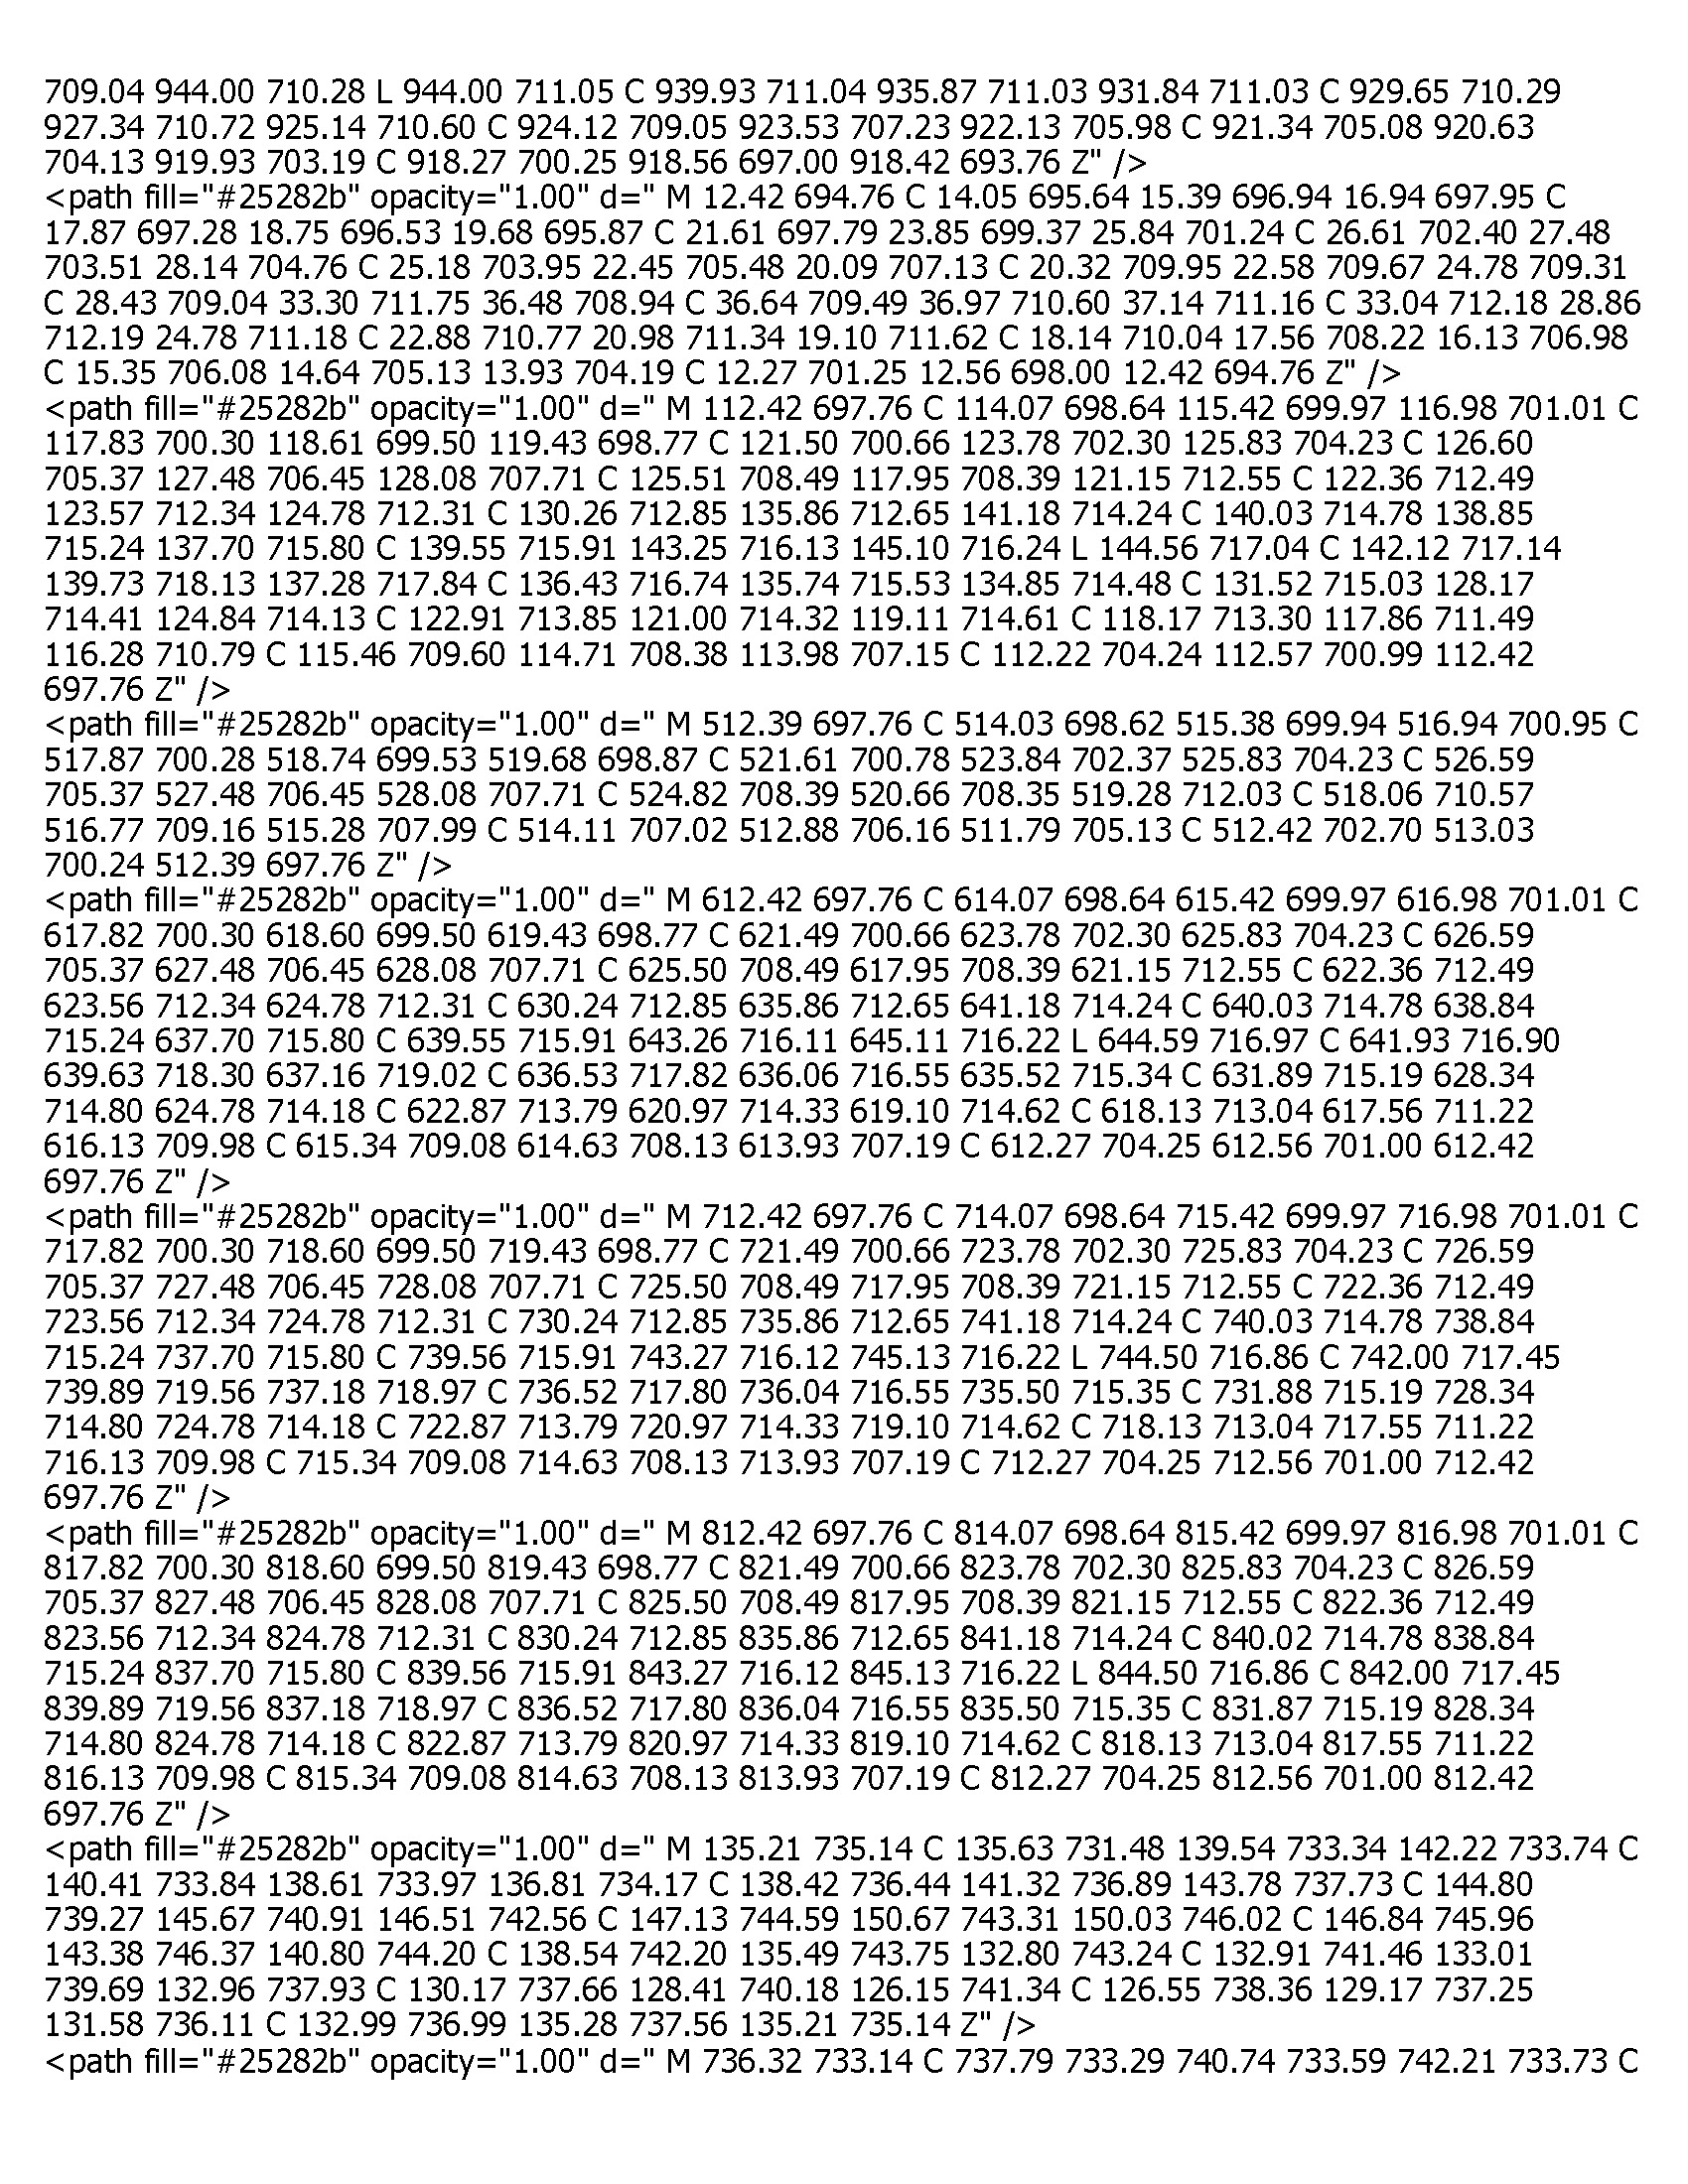 709.04 944.00 710.28 L 944.00 711.05 C 939.93 711.04 935.87 711.03 931.84 711.03 C 929.65 710.29
927.34 710.72 925.14 710.60 C 924.12 709.05 923.53 707.23 922.13 705.98 C 921.34 705.08 920.63
704.13 919.93 703.19 C 918.27 700.25 918.56 697.00 918.42 693.76 Z" />
<path fill="#25282b" opacity="1.00" d=" M 12.42 694.76 C 14.05 695.64 15.39 696.94 16.94 697.95 C
17.87 697.28 18.75 696.53 19.68 695.87 C 21.61 697.79 23.85 699.37 25.84 701.24 C 26.61 702.40 27.48
703.51 28.14 704.76 C 25.18 703.95 22.45 705.48 20.09 707.13 C 20.32 709.95 22.58 709.67 24.78 709.31
C 28.43 709.04 33.30 711.75 36.48 708.94 C 36.64 709.49 36.97 710.60 37.14 711.16 C 33.04 712.18 28.86
712.19 24.78 711.18 C 22.88 710.77 20.98 711.34 19.10 711.62 C 18.14 710.04 17.56 708.22 16.13 706.98
C 15.35 706.08 14.64 705.13 13.93 704.19 C 12.27 701.25 12.56 698.00 12.42 694.76 Z" />
<path fill="#25282b" opacity="1.00" d=" M 112.42 697.76 C 114.07 698.64 115.42 699.97 116.98 701.01 C
117.83 700.30 118.61 699.50 119.43 698.77 C 121.50 700.66 123.78 702.30 125.83 704.23 C 126.60
705.37 127.48 706.45 128.08 707.71 C 125.51 708.49 117.95 708.39 121.15 712.55 C 122.36 712.49
123.57 712.34 124.78 712.31 C 130.26 712.85 135.86 712.65 141.18 714.24 C 140.03 714.78 138.85
715.24 137.70 715.80 C 139.55 715.91 143.25 716.13 145.10 716.24 L 144.56 717.04 C 142.12 717.14
139.73 718.13 137.28 717.84 C 136.43 716.74 135.74 715.53 134.85 714.48 C 131.52 715.03 128.17
714.41 124.84 714.13 C 122.91 713.85 121.00 714.32 119.11 714.61 C 118.17 713.30 117.86 711.49
116.28 710.79 C 115.46 709.60 114.71 708.38 113.98 707.15 C 112.22 704.24 112.57 700.99 112.42
697.76 Z" />
<path fill="#25282b" opacity="1.00" d=" M 512.39 697.76 C 514.03 698.62 515.38 699.94 516.94 700.95 C
517.87 700.28 518.74 699.53 519.68 698.87 C 521.61 700.78 523.84 702.37 525.83 704.23 C 526.59
705.37 527.48 706.45 528.08 707.71 C 524.82 708.39 520.66 708.35 519.28 712.03 C 518.06 710.57
516.77 709.16 515.28 707.99 C 514.11 707.02 512.88 706.16 511.79 705.13 C 512.42 702.70 513.03
700.24 512.39 697.76 Z" />
<path fill="#25282b" opacity="1.00" d=" M 612.42 697.76 C 614.07 698.64 615.42 699.97 616.98 701.01 C
617.82 700.30 618.60 699.50 619.43 698.77 C 621.49 700.66 623.78 702.30 625.83 704.23 C 626.59
705.37 627.48 706.45 628.08 707.71 C 625.50 708.49 617.95 708.39 621.15 712.55 C 622.36 712.49
623.56 712.34 624.78 712.31 C 630.24 712.85 635.86 712.65 641.18 714.24 C 640.03 714.78 638.84
715.24 637.70 715.80 C 639.55 715.91 643.26 716.11 645.11 716.22 L 644.59 716.97 C 641.93 716.90
639.63 718.30 637.16 719.02 C 636.53 717.82 636.06 716.55 635.52 715.34 C 631.89 715.19 628.34
714.80 624.78 714.18 C 622.87 713.79 620.97 714.33 619.10 714.62 C 618.13 713.04 617.56 711.22
616.13 709.98 C 615.34 709.08 614.63 708.13 613.93 707.19 C 612.27 704.25 612.56 701.00 612.42
697.76 Z" />
<path fill="#25282b" opacity="1.00" d=" M 712.42 697.76 C 714.07 698.64 715.42 699.97 716.98 701.01 C
717.82 700.30 718.60 699.50 719.43 698.77 C 721.49 700.66 723.78 702.30 725.83 704.23 C 726.59
705.37 727.48 706.45 728.08 707.71 C 725.50 708.49 717.95 708.39 721.15 712.55 C 722.36 712.49
723.56 712.34 724.78 712.31 C 730.24 712.85 735.86 712.65 741.18 714.24 C 740.03 714.78 738.84
715.24 737.70 715.80 C 739.56 715.91 743.27 716.12 745.13 716.22 L 744.50 716.86 C 742.00 717.45
739.89 719.56 737.18 718.97 C 736.52 717.80 736.04 716.55 735.50 715.35 C 731.88 715.19 728.34
714.80 724.78 714.18 C 722.87 713.79 720.97 714.33 719.10 714.62 C 718.13 713.04 717.55 711.22
716.13 709.98 C 715.34 709.08 714.63 708.13 713.93 707.19 C 712.27 704.25 712.56 701.00 712.42
697.76 Z" />
<path fill="#25282b" opacity="1.00" d=" M 812.42 697.76 C 814.07 698.64 815.42 699.97 816.98 701.01 C
817.82 700.30 818.60 699.50 819.43 698.77 C 821.49 700.66 823.78 702.30 825.83 704.23 C 826.59
705.37 827.48 706.45 828.08 707.71 C 825.50 708.49 817.95 708.39 821.15 712.55 C 822.36 712.49
823.56 712.34 824.78 712.31 C 830.24 712.85 835.86 712.65 841.18 714.24 C 840.02 714.78 838.84
715.24 837.70 715.80 C 839.56 715.91 843.27 716.12 845.13 716.22 L 844.50 716.86 C 842.00 717.45
839.89 719.56 837.18 718.97 C 836.52 717.80 836.04 716.55 835.50 715.35 C 831.87 715.19 828.34
714.80 824.78 714.18 C 822.87 713.79 820.97 714.33 819.10 714.62 C 818.13 713.04 817.55 711.22
816.13 709.98 C 815.34 709.08 814.63 708.13 813.93 707.19 C 812.27 704.25 812.56 701.00 812.42
697.76 Z" />
<path fill="#25282b" opacity="1.00" d=" M 135.21 735.14 C 135.63 731.48 139.54 733.34 142.22 733.74 C
140.41 733.84 138.61 733.97 136.81 734.17 C 138.42 736.44 141.32 736.89 143.78 737.73 C 144.80
739.27 145.67 740.91 146.51 742.56 C 147.13 744.59 150.67 743.31 150.03 746.02 C 146.84 745.96
143.38 746.37 140.80 744.20 C 138.54 742.20 135.49 743.75 132.80 743.24 C 132.91 741.46 133.01
739.69 132.96 737.93 C 130.17 737.66 128.41 740.18 126.15 741.34 C 126.55 738.36 129.17 737.25
131.58 736.11 C 132.99 736.99 135.28 737.56 135.21 735.14 Z" />
<path fill="#25282b" opacity="1.00" d=" M 736.32 733.14 C 737.79 733.29 740.74 733.59 742.21 733.73 C